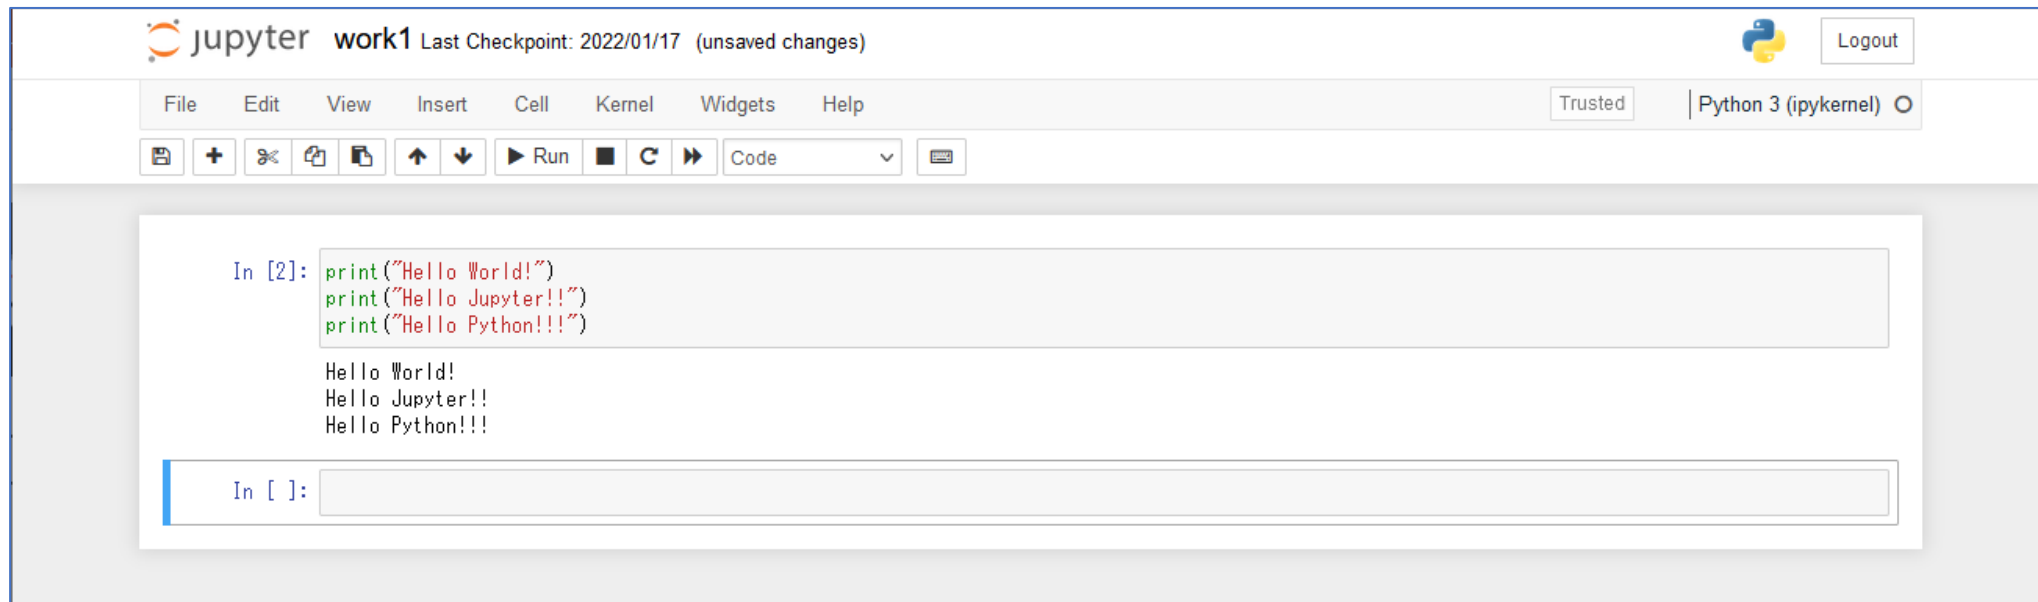 jupyter work1 Last Checkpoint: 2022/01/17 (unsaved changes) Logout
File Edit View Insert Cell Kernel Widgets Help Trusted Python 3 (ipykernel)
Run Code
In [2]: print("Hello World!")
print("Hello Jupyter!!")
print("Hello Python!!!")
Hello World!
Hello Jupyter!!
Hello Python!!!
In [ ]: